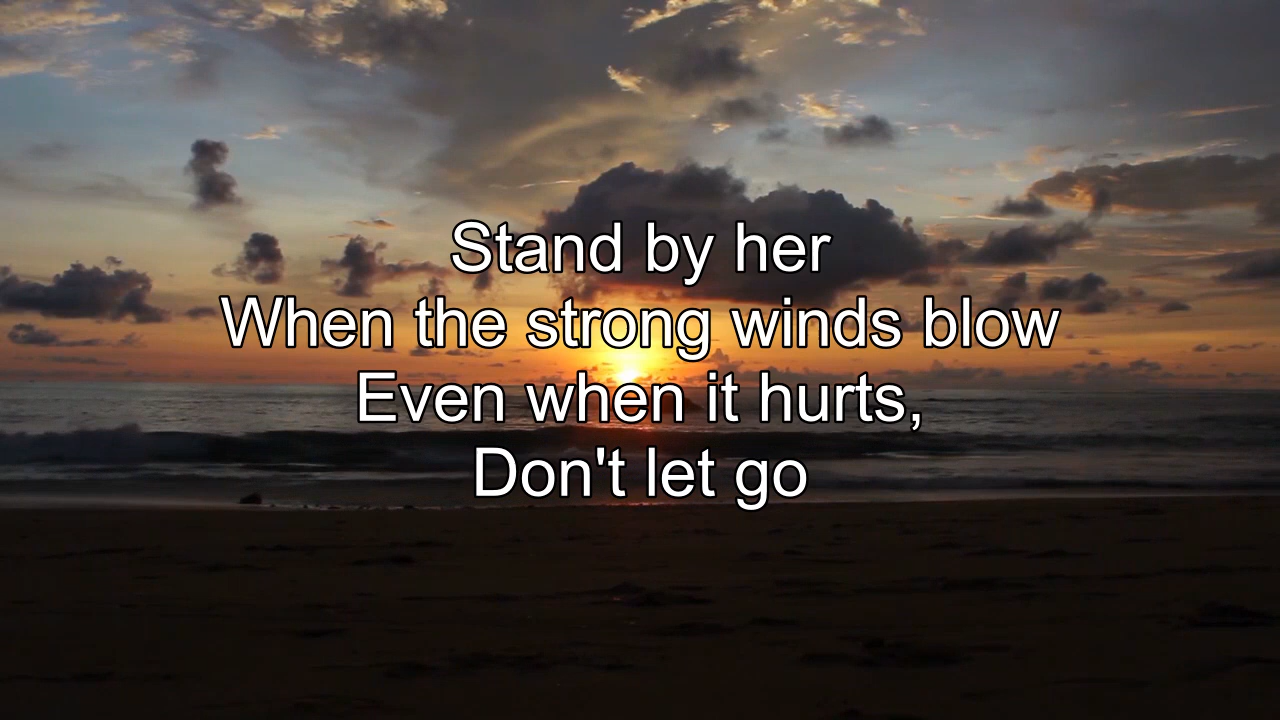 Stand by her
When the strong winds blow
Even when it hurts,
Don't let go